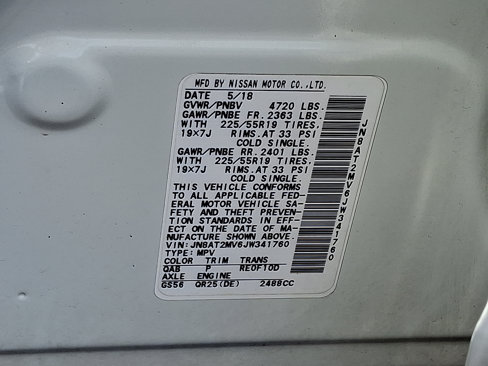 MFD BY NISSAN MOTOR CO.,LTD.
DATE 5/18
GVWR/PNBV 4720 LBS.
GAWR/PNBE FR. 2363 LBS.
WITH 225/55R19 TIRES.
19×7J RIMS.AT 33 PSI
COLD SINGLE.
GAWR/PNBE RR. 2401 LBS.
WITH 225/55R19 TIRES.
19×7J RIMS.AT 33 PSI
COLD SINGLE.
THIS VEHICLE CONFORMS
TO ALL APPLICABLE FED-
ERAL MOTOR VEHICLE SA-
FETY AND THEFT PREVEN-
TION STANDARDS IN EFF-
ECT ON THE DATE OF MA-
NUFACTURE SHOWN ABOVE.
VIN:JN8AT2MV6JW341760
TYPE:MPV
COLOR TRIM TRANS
QAB P RE0F10D
AXLE ENGINE
GS56 QR25(DE) 2488CC
JN8AT2MV6JW341760